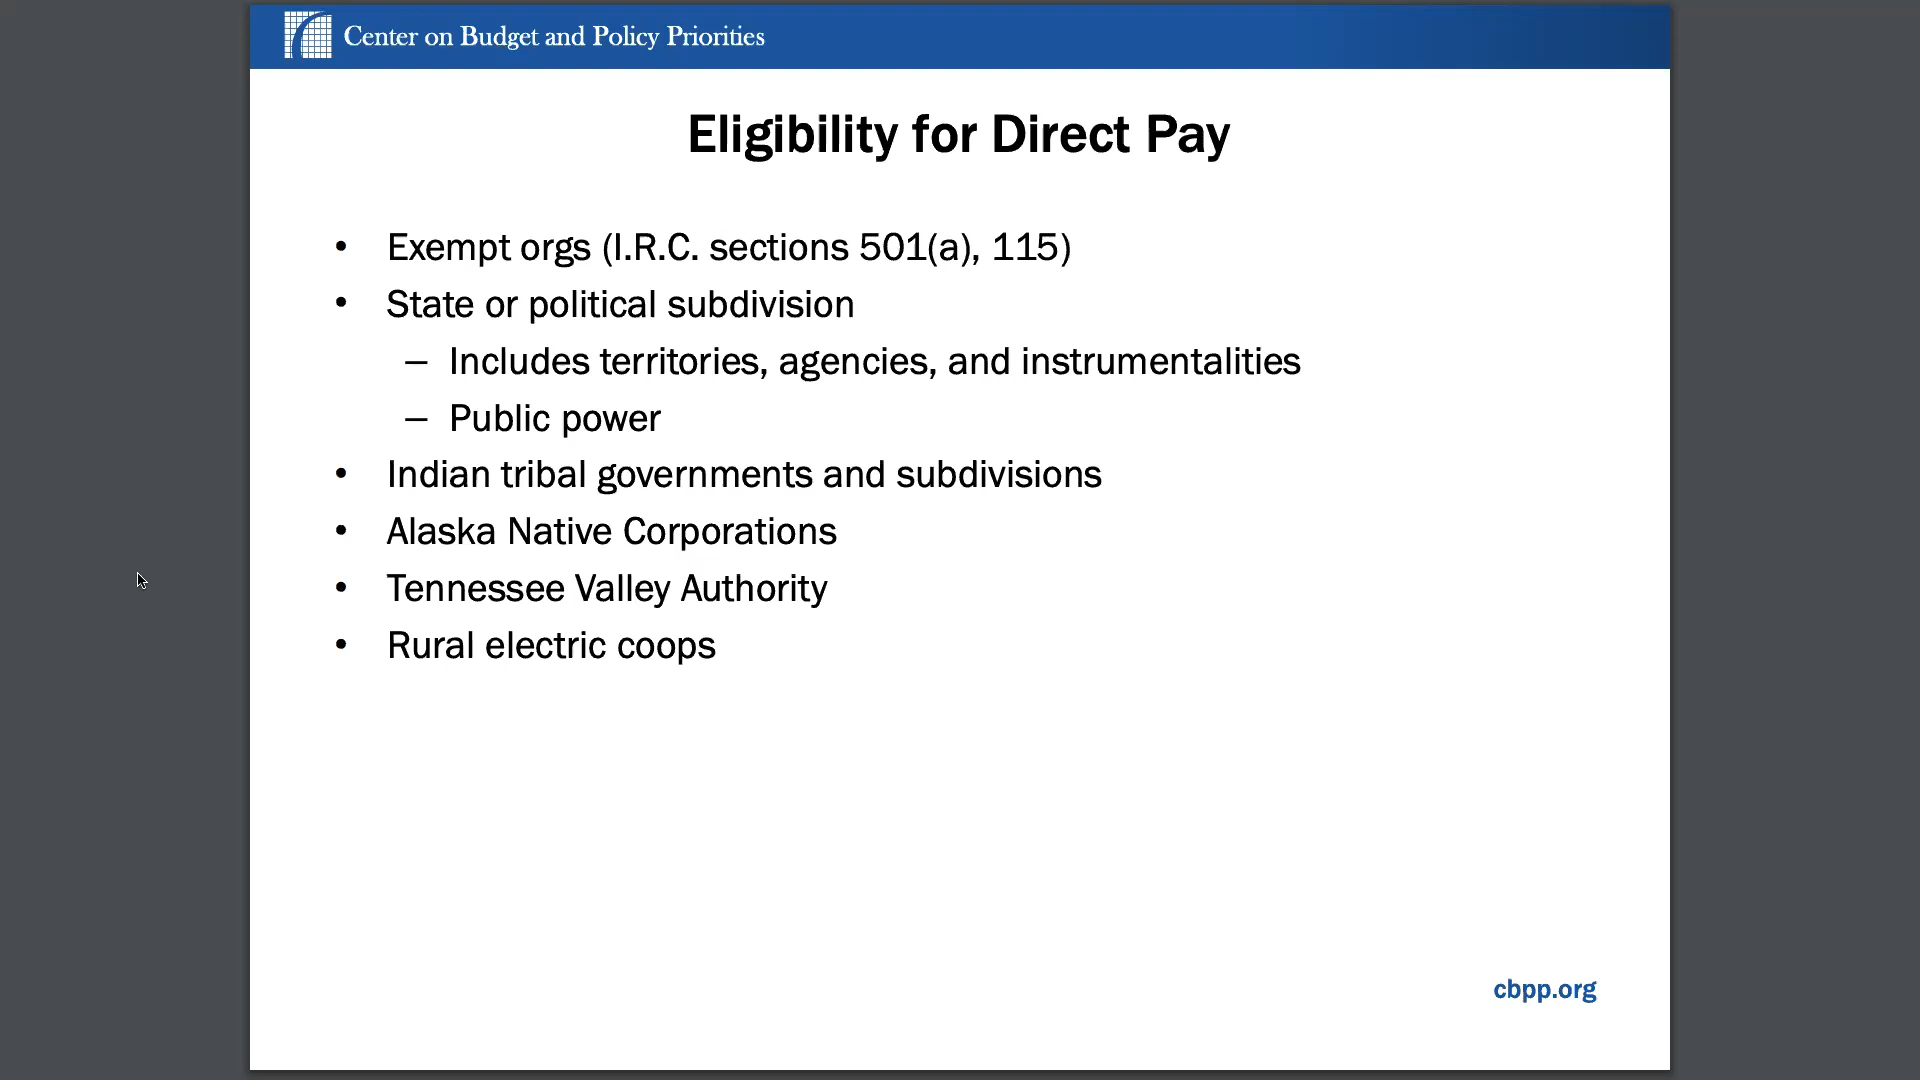 Center on Budget and Policy Priorities
Eligibility for Direct Pay
• Exempt orgs (I.R.C. sections 501(a), 115)
• State or political subdivision
– Includes territories, agencies, and instrumentalities
– Public power
• Indian tribal governments and subdivisions
• Alaska Native Corporations
• Tennessee Valley Authority
• Rural electric coops
cbpp.org